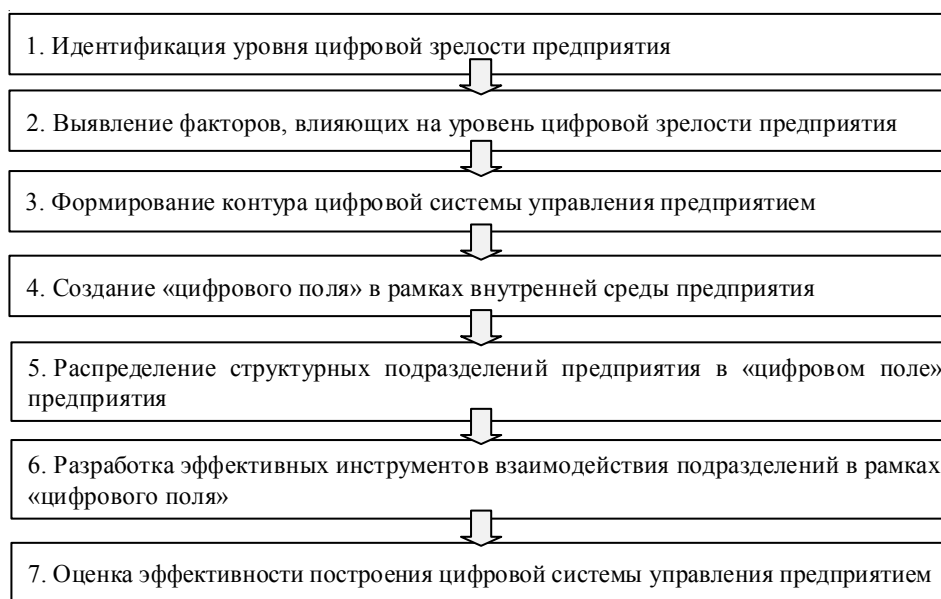 1. Идентификация уровня цифровой зрелости предприятия
2. Выявление факторов, влияющих на уровень цифровой зрелости предприятия
3. Формирование контура цифровой системы управления предприятием
4. Создание «цифрового поля» в рамках внутренней среды предприятия
5. Распределение структурных подразделений предприятия в «цифровом поле»
предприятия
6. Разработка эффективных инструментов взаимодействия подразделений в рамках
«цифрового поля»
7. Оценка эффективности построения цифровой системы управления предприятием